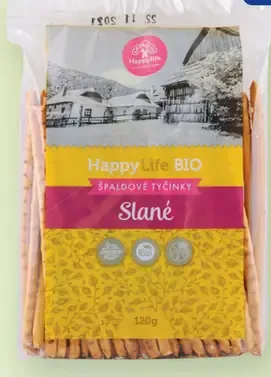 22 11 2021
Happylife
HappyLife BIO
ŠPALDOVÉ TYČINKY
Slané
120g